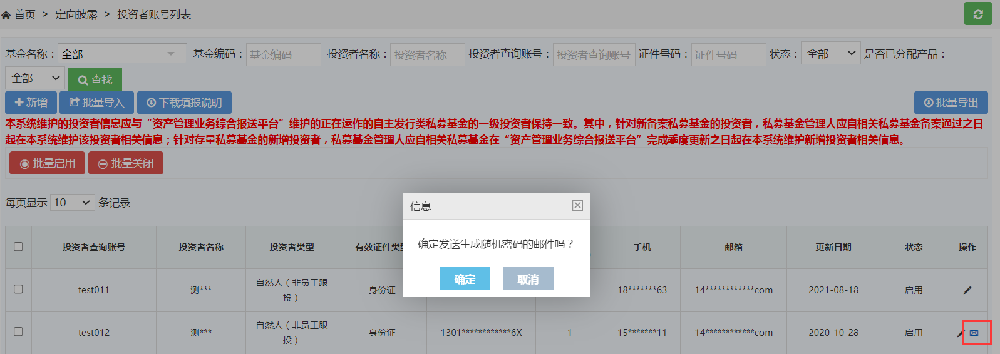 首页 > 定向披露 > 投资者账号列表
基金名称： 全部 基金编码： 基金编码 投资者名称： 投资者名称 投资者查询账号： 投资者查询账号 证件号码： 证件号码 状态： 全部 是否已分配产品：
全部 查找
新增 批量导入 下载填报说明 批量导出
本系统维护的投资者信息应与“资产管理业务综合报送平台”维护的正在运作的自主发行类私募基金的一级投资者保持一致。其中，针对新备案私募基金的投资者，私募基金管理人应自相关私募基金备案通过之日
起在本系统维护该投资者相关信息；针对存量私募基金的新增投资者，私募基金管理人应自相关私募基金在“资产管理业务综合报送平台”完成季度更新之日起在本系统维护新增投资者相关信息。
批量启用 批量关闭
每页显示 10 条记录
信息
确定发送生成随机密码的邮件吗？
确定 取消
投资者查询账号 投资者名称 投资者类型 有效证件类 手机 邮箱 更新日期 状态 操作
test011 测*** 自然人（非员工跟投） 身份证 18*******63 14************com 2021-08-18 启用
test012 测*** 自然人（非员工跟投） 身份证 1301************6X 1 15*******11 14************com 2020-10-28 启用